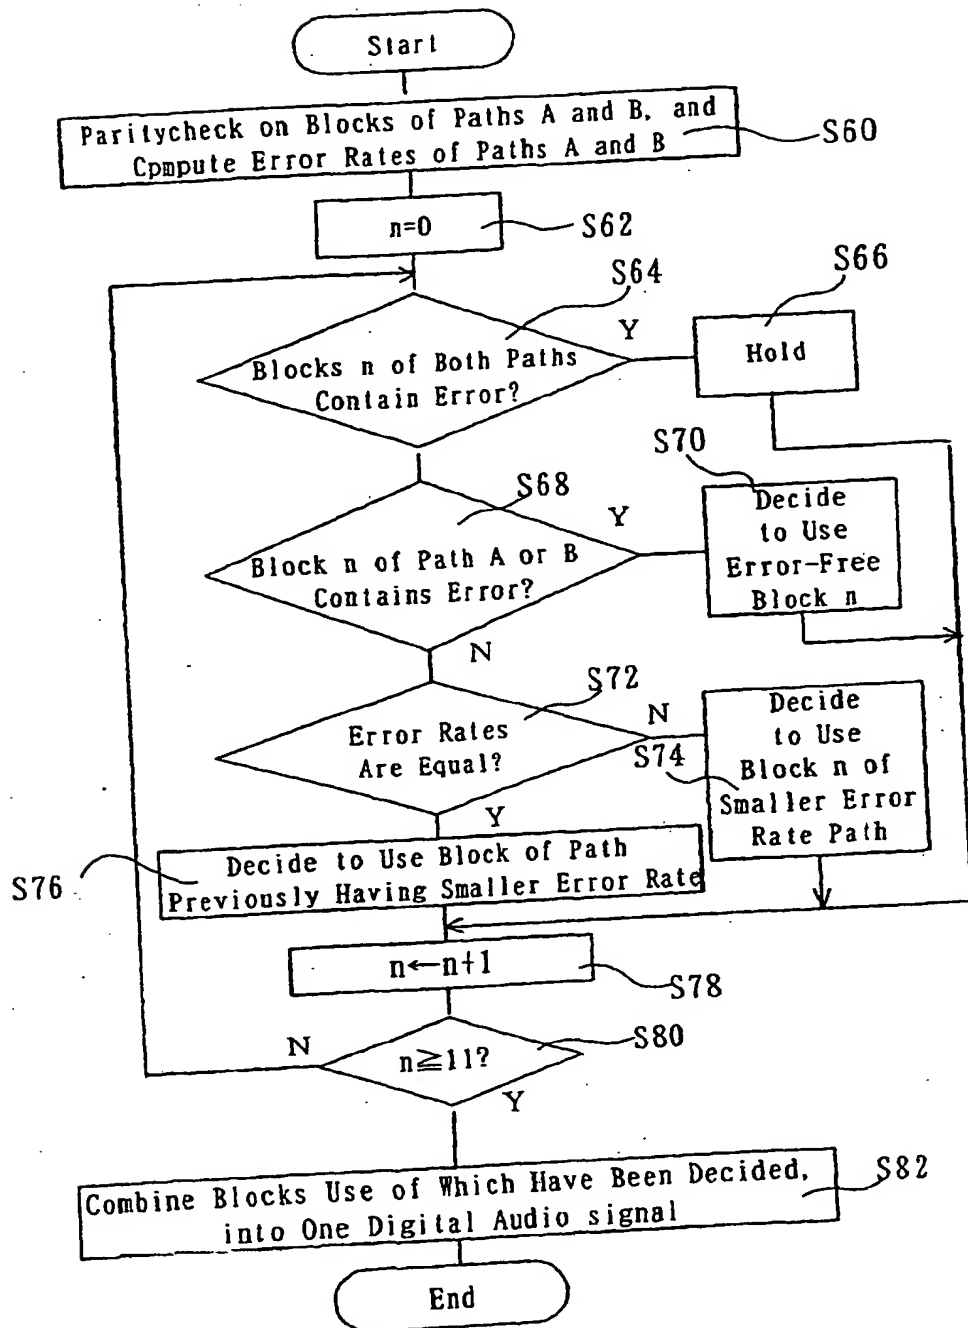 Start
Paritycheck on Blocks of Paths A and B, and
Cpmpute Error Rates of Paths A and B
S60
n=0
S62
S64
S66
Y
Blocks n of Both Paths
Contain Error?
Hold
S68
S70
Y
Block n of Path A or B
Contains Error?
Decide
to Use
Error-Free
Block n
N
S72
N
Error Rates
Are Equal?
S74
Decide
to Use
Block n of
Smaller Error
Rate Path
Y
S76
Decide to Use Block of Path
Previously Having Smaller Error Rate
n←n+1
S78
N
S80
n≧11?
Y
Combine Blocks Use of Which Have Been Decided,
into One Digital Audio signal
S82
End